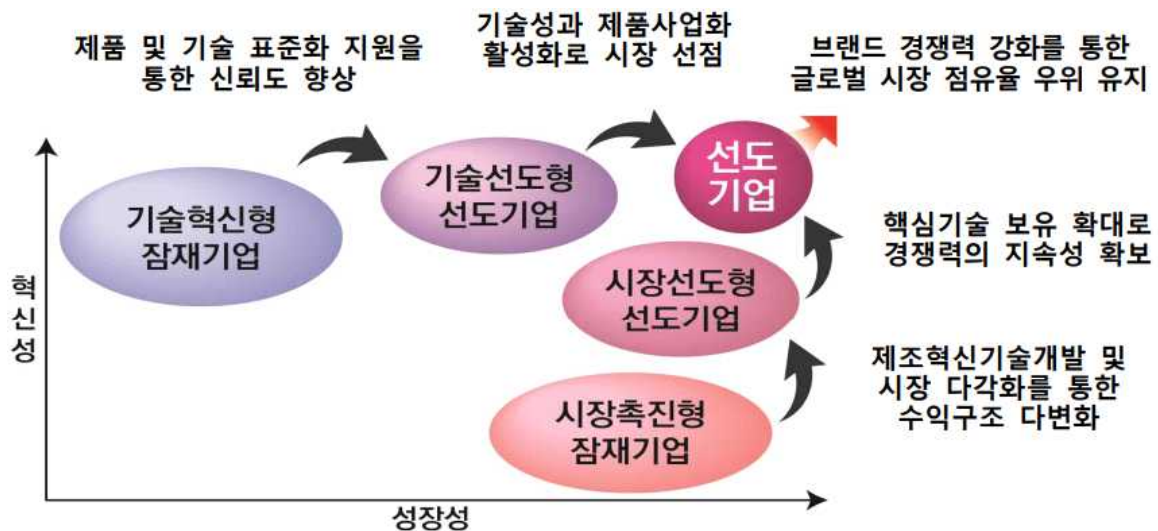 제품 및 기술 표준화 지원을
통한 신뢰도 향상
기술성과 제품사업화
활성화로 시장 선점
브랜드 경쟁력 강화를 통한
글로벌 시장 점유율 우위 유지
기술혁신형
잠재기업
기술선도형
선도기업
선도
기업
핵심기술 보유 확대로
경쟁력의 지속성 확보
시장선도형
선도기업
제조혁신기술개발 및
시장 다각화를 통한
수익구조 다변화
시장촉진형
잠재기업
혁
신
성
성장성